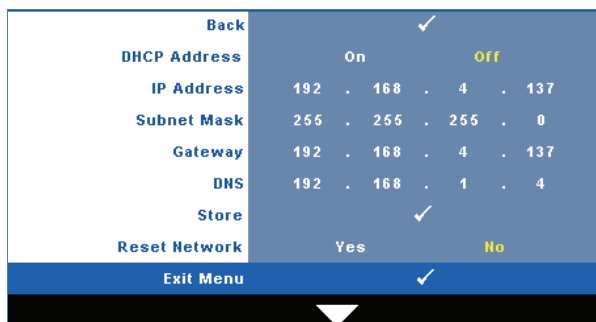 Back ✓
DHCP Address On Off
IP Address 192 . 168 . 4 . 137
Subnet Mask 255 . 255 . 255 . 0
Gateway 192 . 168 . 4 . 137
DNS 192 . 168 . 1 . 4
Store ✓
Reset Network Yes No
Exit Menu ✓